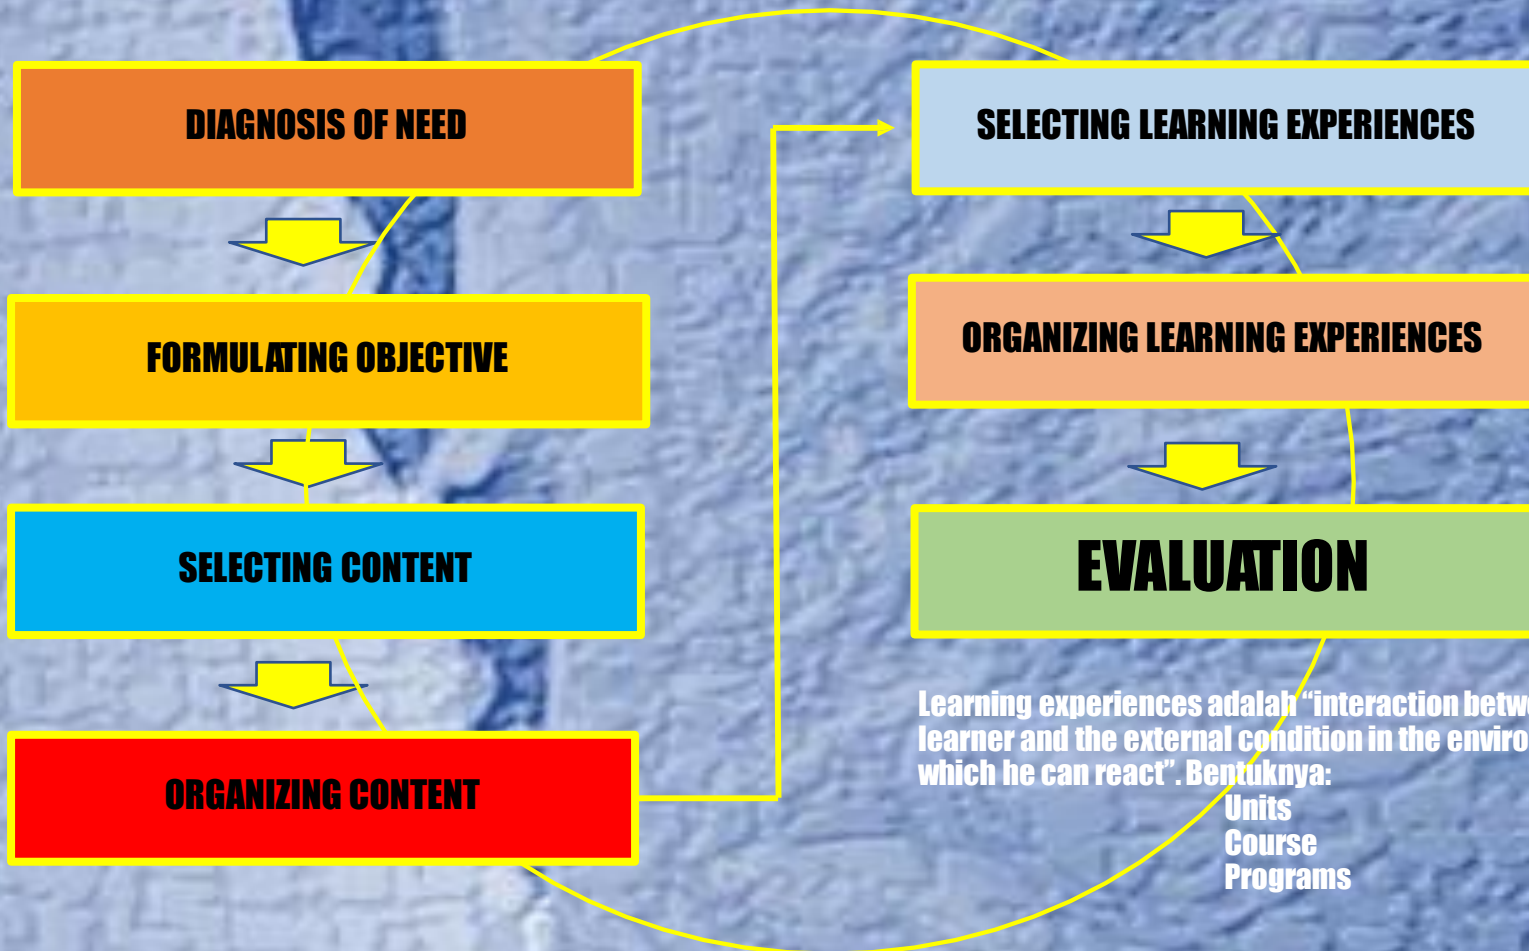 DIAGNOSIS OF NEED
FORMULATING OBJECTIVE
SELECTING CONTENT
ORGANIZING CONTENT
SELECTING LEARNING EXPERIENCES
ORGANIZING LEARNING EXPERIENCES
EVALUATION
Learning experiences adalah “interaction
learner and the external condition in the
which he can react”. Bentuknya:
Units
Course
Programs